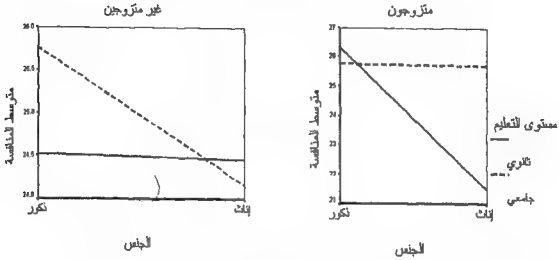 غير متزوجين
متوسط المنافسة
26.0
25.5
25.0
24.5
24.0
ذكور
إناث
الجنس
متزوجون
متوسط المنافسة
27
26
25
24
23
22
21
ذكور
إناث
الجنس
مستوى التعليم
ثانوي
جامعي